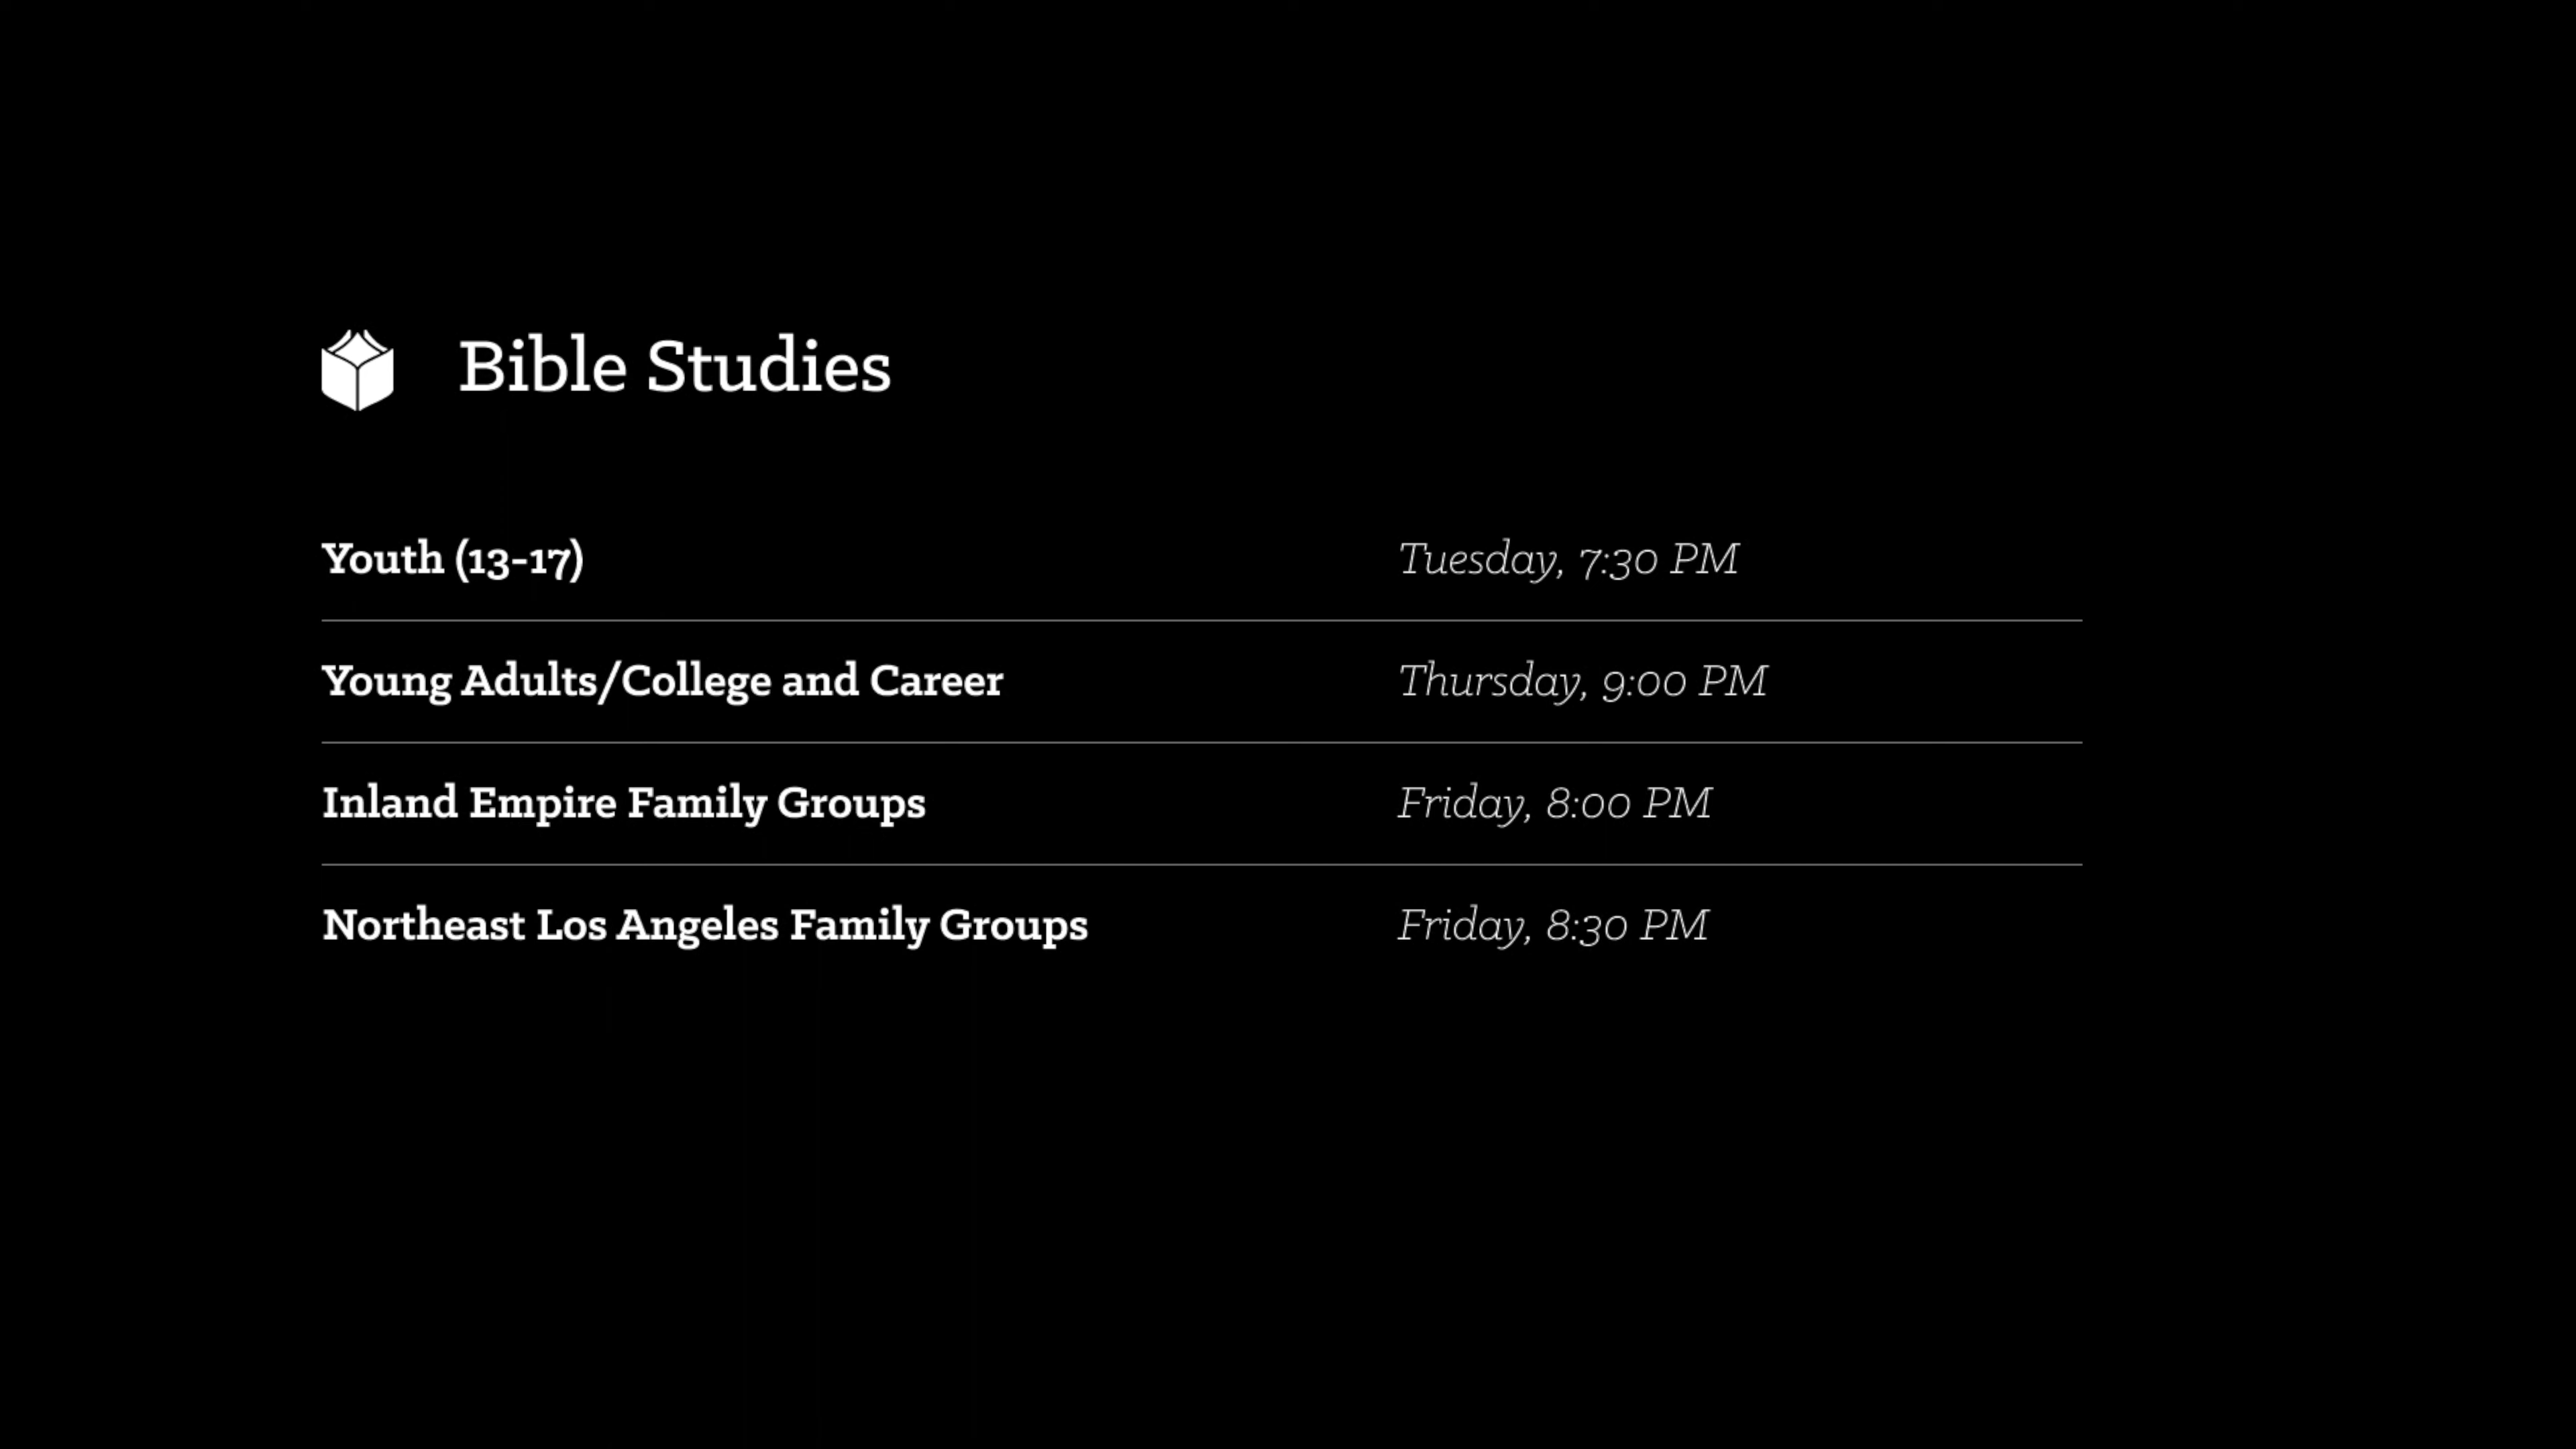 Bible Studies
Youth (13-17)
Tuesday, 7:30 PM
Young Adults/College and Career
Thursday, 9:00 PM
Inland Empire Family Groups
Friday, 8:00 PM
Northeast Los Angeles Family Groups
Friday, 8:30 PM